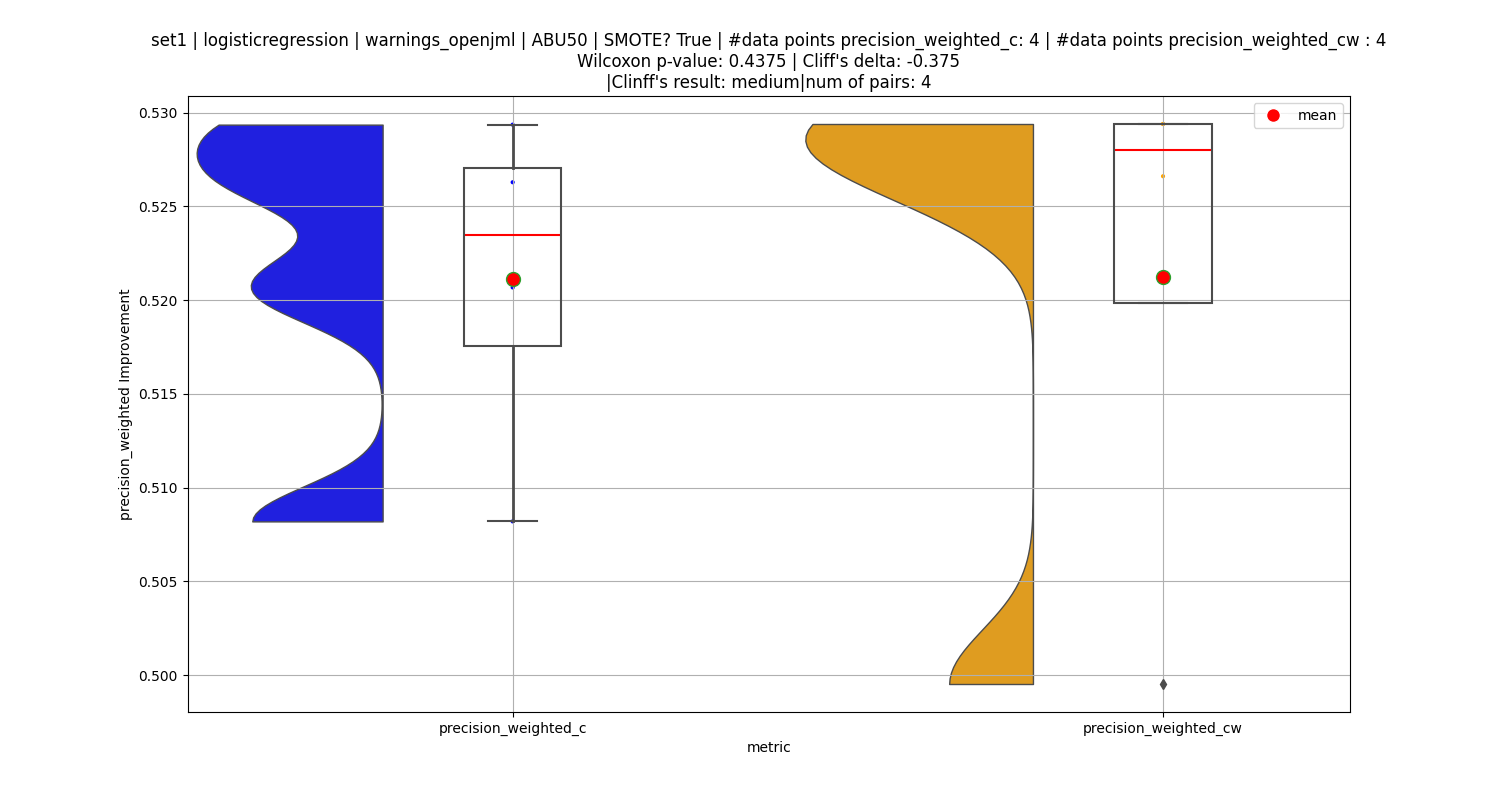 set1 | logisticregression | warnings_openjml | ABU50 | SMOTE? True | #data points precision_weighted_c: 4 | #data points precision_weighted_cw : 4
Wilcoxon p-value: 0.4375 | Cliff's delta: -0.375
|Clinff's result: medium|num of pairs: 4
mean
0.530
0.525
0.520
0.515
0.510
0.505
0.500
precision_weighted Improvement
precision_weighted_c
precision_weighted_cw
metric